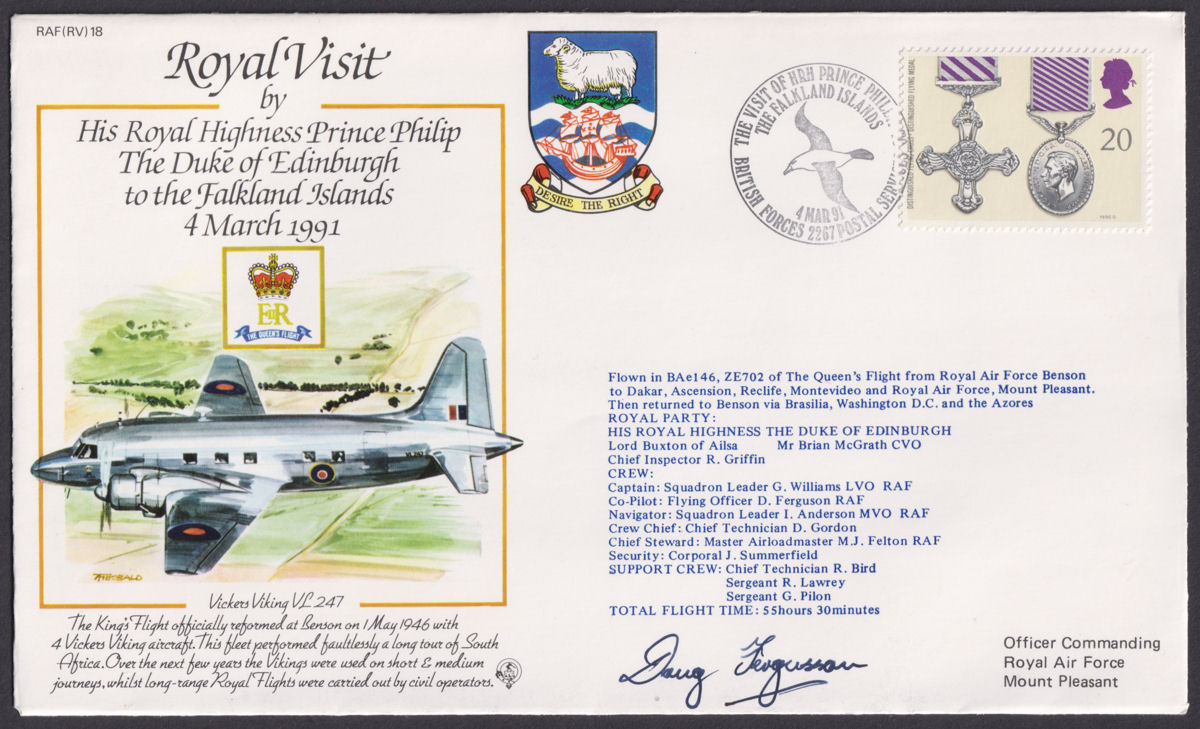 RAF(RV)18
Royal Visit
by
His Royal Highness Prince Philip
The Duke of Edinburgh
to the Falkland Islands
4 March 1991
EIIR
THE QUEEN'S FLIGHT
VL 247
Vickers Viking VL 247
The King's Flight officially reformed at Benson on 1 May 1946 with
4 Vickers Viking aircraft. This fleet performed faultlessly a long tour of South
Africa. Over the next few years the Vikings were used on short & medium
journeys, whilst long-range Royal Flights were carried out by civil operators.
DESIRE THE RIGHT
THE VISIT OF HRH PRINCE PHILIP
THE FALKLAND ISLANDS
4 MAR 91
BRITISH FORCES 2267 POSTAL SERVICES
DISTINGUISHED FLYING MEDAL
20
Flown in BAe146, ZE702 of The Queen's Flight from Royal Air Force Benson
to Dakar, Ascension, Reclife, Montevideo and Royal Air Force, Mount Pleasant.
Then returned to Benson via Brasilia, Washington D.C. and the Azores
ROYAL PARTY:
HIS ROYAL HIGHNESS THE DUKE OF EDINBURGH
Lord Buxton of Ailsa Mr Brian McGrath CVO
Chief Inspector R. Griffin
CREW:
Captain: Squadron Leader G. Williams LVO RAF
Co-Pilot: Flying Officer D. Ferguson RAF
Navigator: Squadron Leader I. Anderson MVO RAF
Crew Chief: Chief Technician D. Gordon
Chief Steward: Master Airloadmaster M.J. Felton RAF
Security: Corporal J. Summerfield
SUPPORT CREW: Chief Technician R. Bird
Sergeant R. Lawrey
Sergeant G. Pilon
TOTAL FLIGHT TIME: 55hours 30minutes
Doug Fergusson
Officer Commanding
Royal Air Force
Mount Pleasant